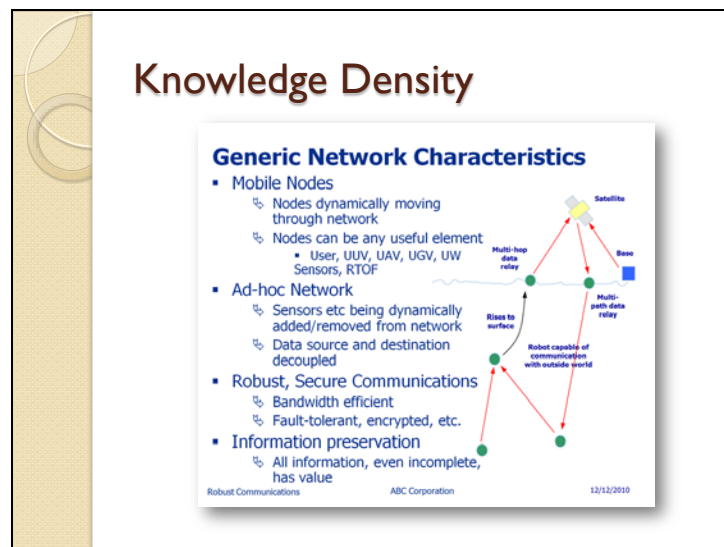 Knowledge Density
Generic Network Characteristics
▪ Mobile Nodes
Nodes dynamically moving
through network
Nodes can be any useful element
▪ User, UUV, UAV, UGV, UW
Sensors, RTOF
▪ Ad-hoc Network
Sensors etc being dynamically
added/removed from network
Data source and destination
decoupled
▪ Robust, Secure Communications
Bandwidth efficient
Fault-tolerant, encrypted, etc.
▪ Information preservation
All information, even incomplete,
has value
Satellite
Multi-hop
data
relay
Base
Multi-
path data
relay
Rises to
surface
Robot capable of
communication
with outside world
Robust Communications
ABC Corporation
12/12/2010